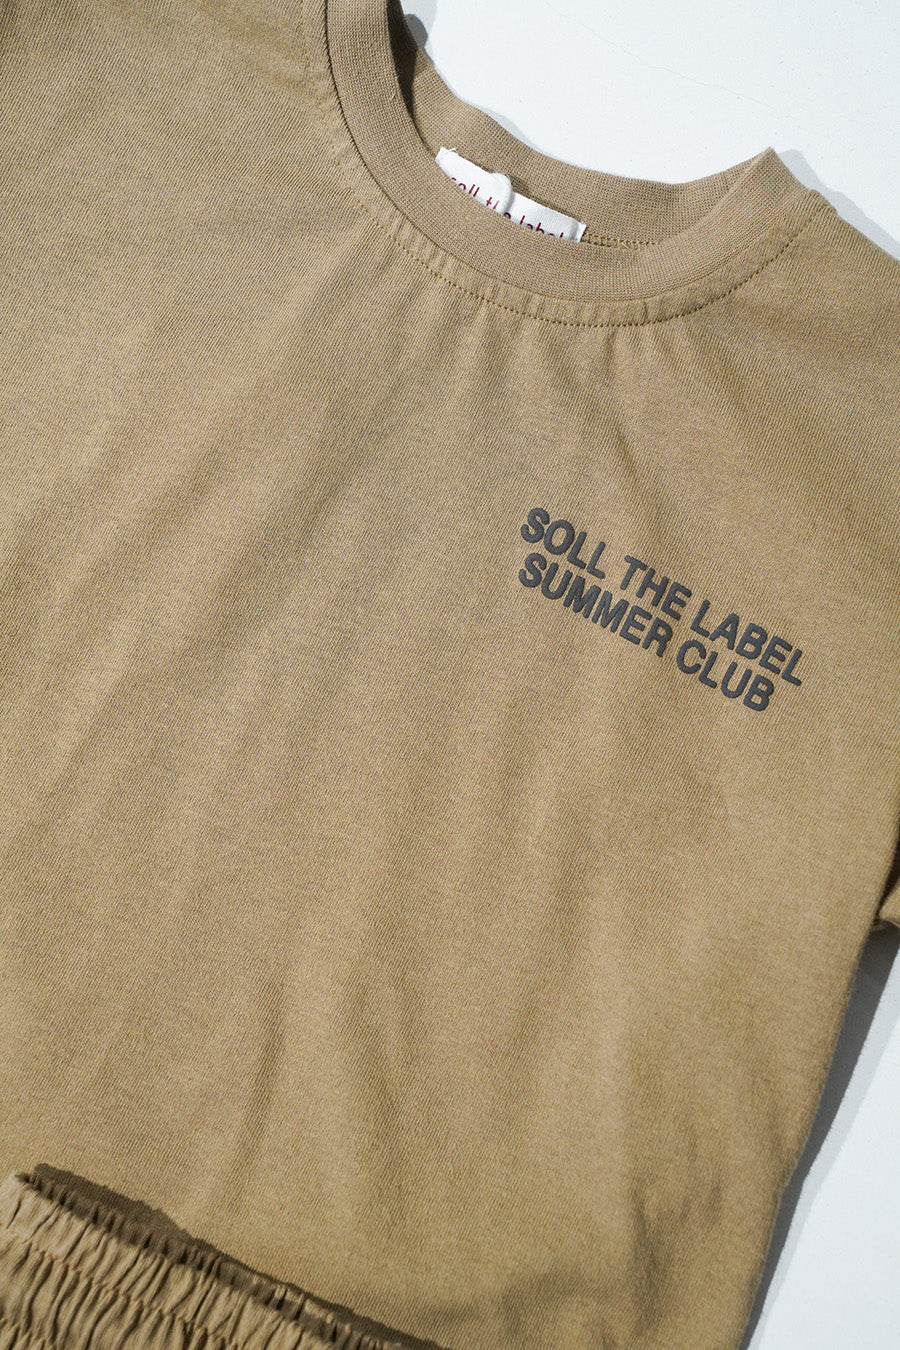 soll the label
SOLL THE LABEL
SUMMER CLUB